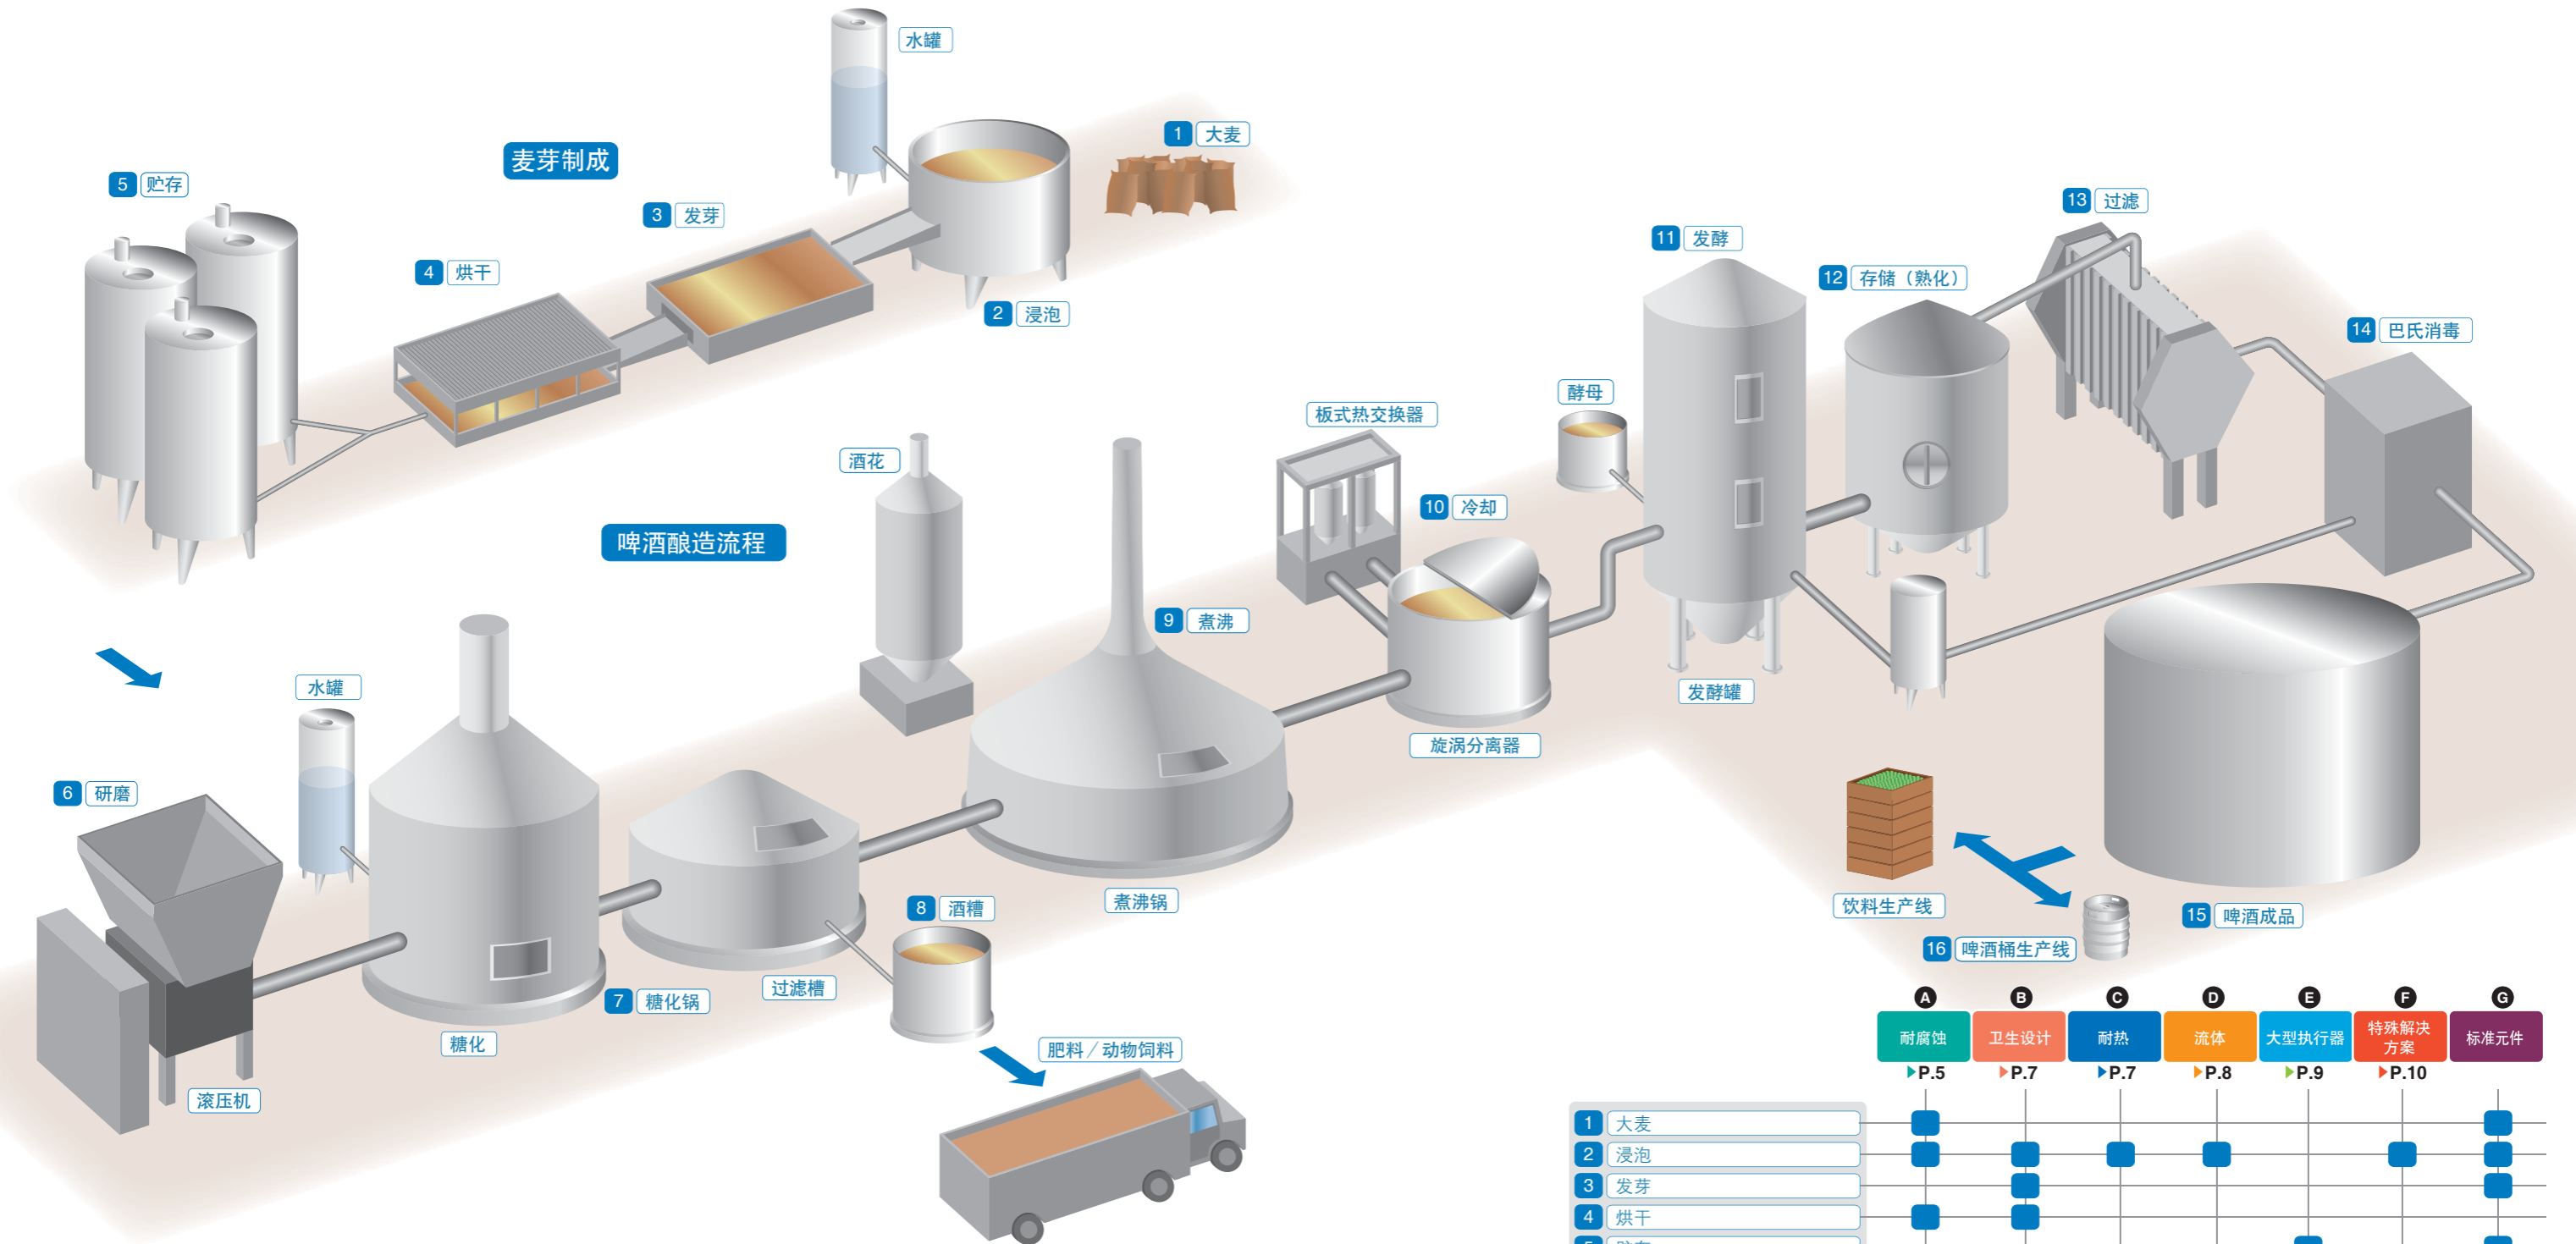 水罐
1 大麦
麦芽制成
5 贮存
3 发芽
4 烘干
2 浸泡
13 过滤
11 发酵
12 存储（熟化）
14 巴氏消毒
酵母
板式热交换器
酒花
10 冷却
啤酒酿造流程
9 煮沸
水罐
发酵罐
旋涡分离器
6 研磨
煮沸锅
8 酒糟
饮料生产线
15 啤酒成品
16 啤酒桶生产线
过滤槽
7 糖化锅
糖化
肥料／动物饲料
滚压机
A B C D E F G
耐腐蚀 卫生设计 耐热 流体 大型执行器 特殊解决方案 标准元件
P.5 P.7 P.7 P.8 P.9 P.10
1 大麦
2 浸泡
3 发芽
4 烘干